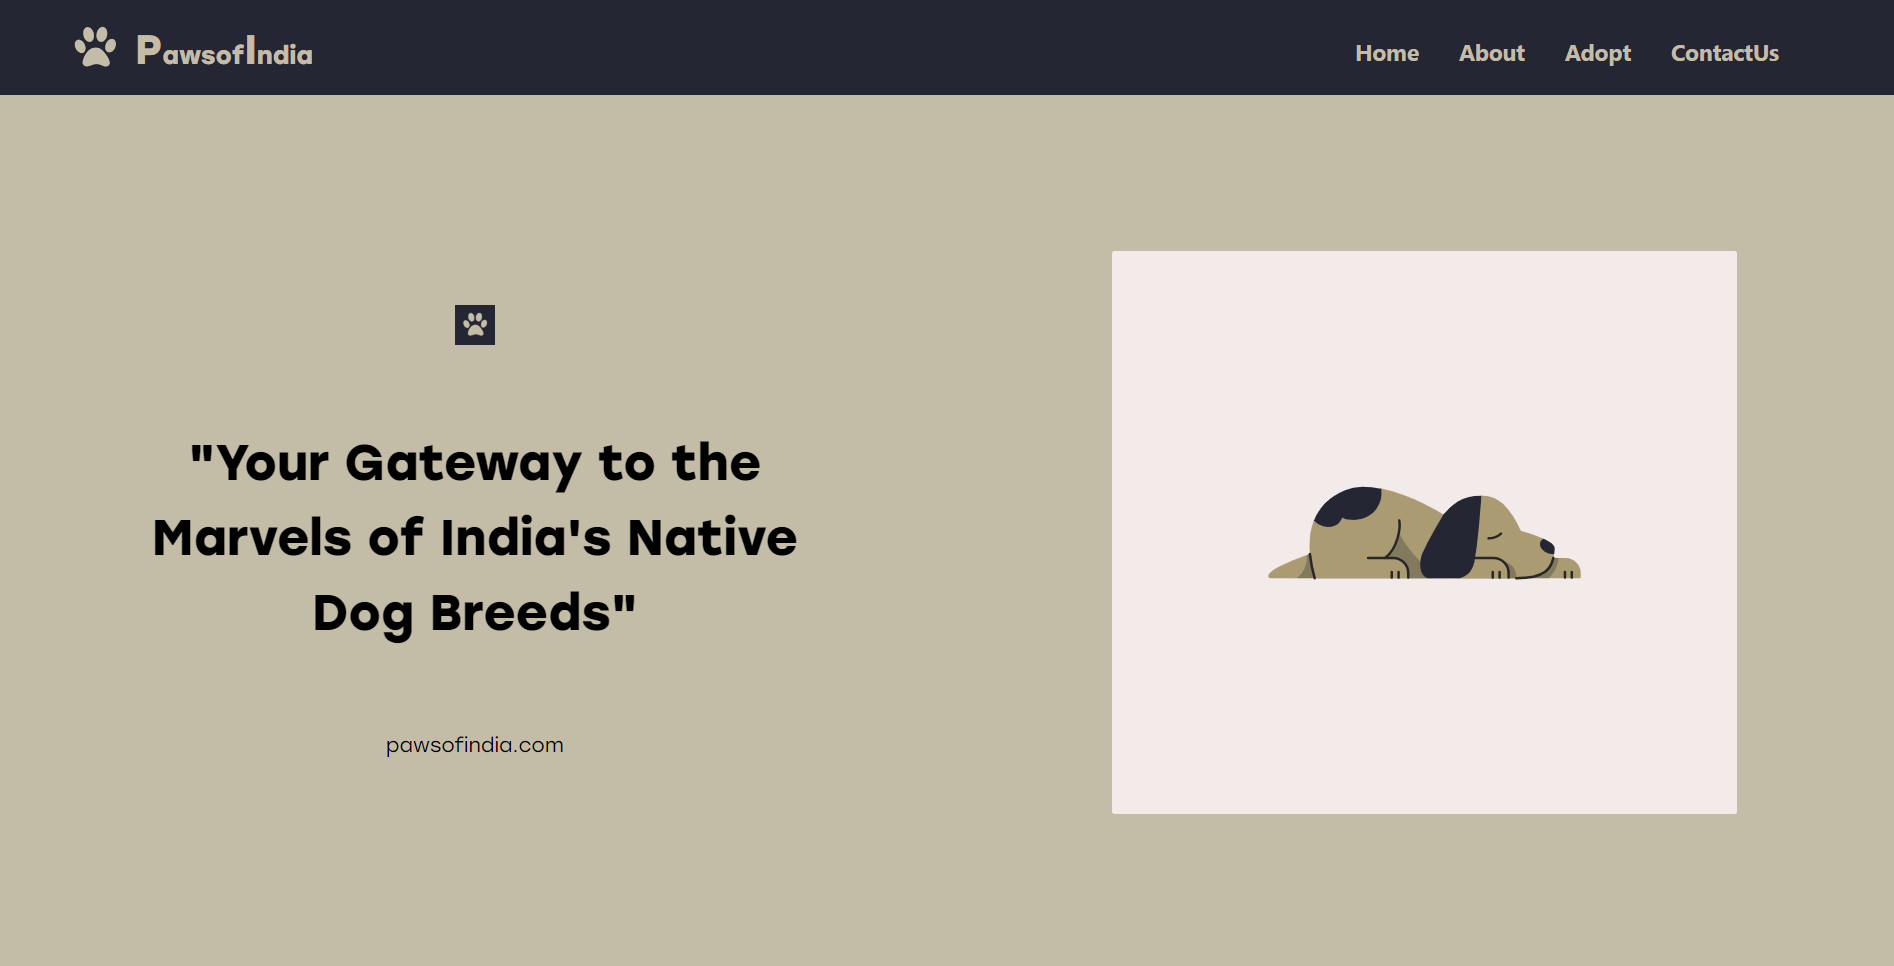 PawsofIndia
Home About Adopt ContactUs
"Your Gateway to the
Marvels of India's Native
Dog Breeds"
pawsofindia.com